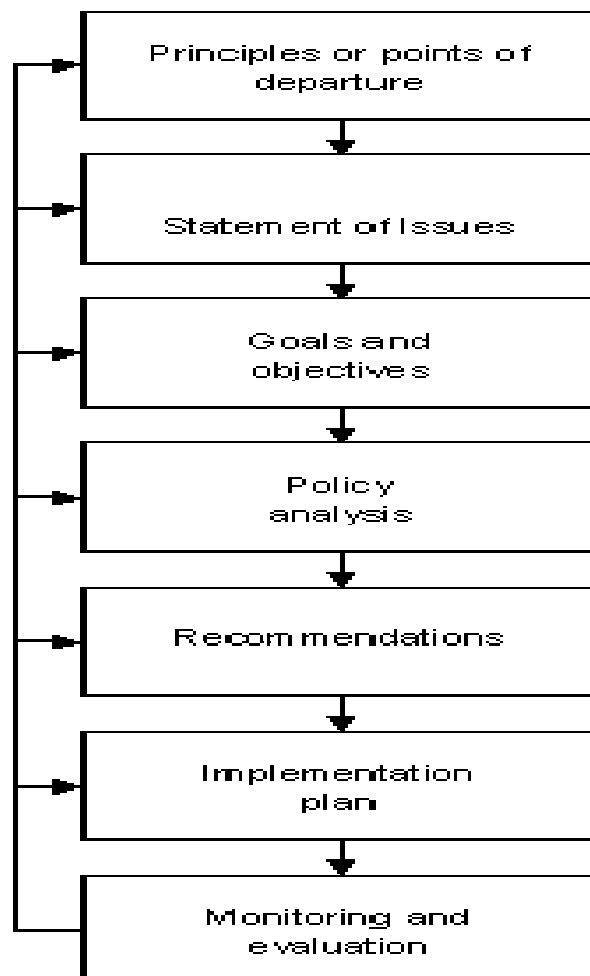 Principles or points of
departure
Statement of Issues
Goals and
objectives
Policy
analysis
Recommendations
Implementation
plan
Monitoring and
evaluation